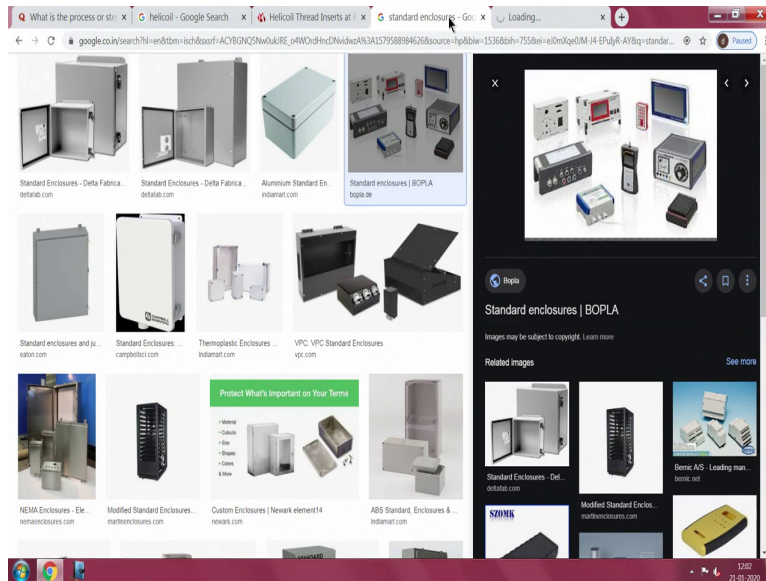 What is the process or ste
helicoil - Google Search
Helicoil Thread Inserts at
standard enclosures - Goo
Loading...
google.co.in/search?hl=en&tbm=isch&sxsrf=ACYBGNQ5Nw0ukJRE_o4WOrdHncDNvidwzA%3A1579588984626&source=hp&biw=1536&bih=755&ei=eJ0mXqe0JM-J4-EPulyR-AY&q=standar...
Paused
Standard Enclosures - Delta Fabrica...
deltafab.com
Standard Enclosures - Delta Fabrica...
deltafab.com
Aluminium Standard En...
indiamart.com
Standard enclosures | BOPLA
bopla.de
Standard enclosures and ju...
eaton.com
CAMPBELL SCIENTIFIC
Standard Enclosures: ...
campbellsci.com
Thermoplastic Enclosures ...
indiamart.com
VPC; VPC Standard Enclosures
vpc.com
NEMA Enclosures - Ele...
nemaenclosures.com
Modified Standard Enclosures...
martinenclosures.com
Protect What's Important on Your Terms
• Material
• Colours
• Size
• Shapes
• Colors
& More
Custom Enclosures | Newark element14
newark.com
ABS Standard, Enclosures & ...
indiamart.com
STANDARD
Bopla
Standard enclosures | BOPLA
Images may be subject to copyright. Learn more
Related images
See more
Standard Enclosures - Del...
deltafab.com
Modified Standard Enclos...
martinenclosures.com
Bernic A/S - Leading man...
bernic.net
SZOMK
12:02
21-01-2020